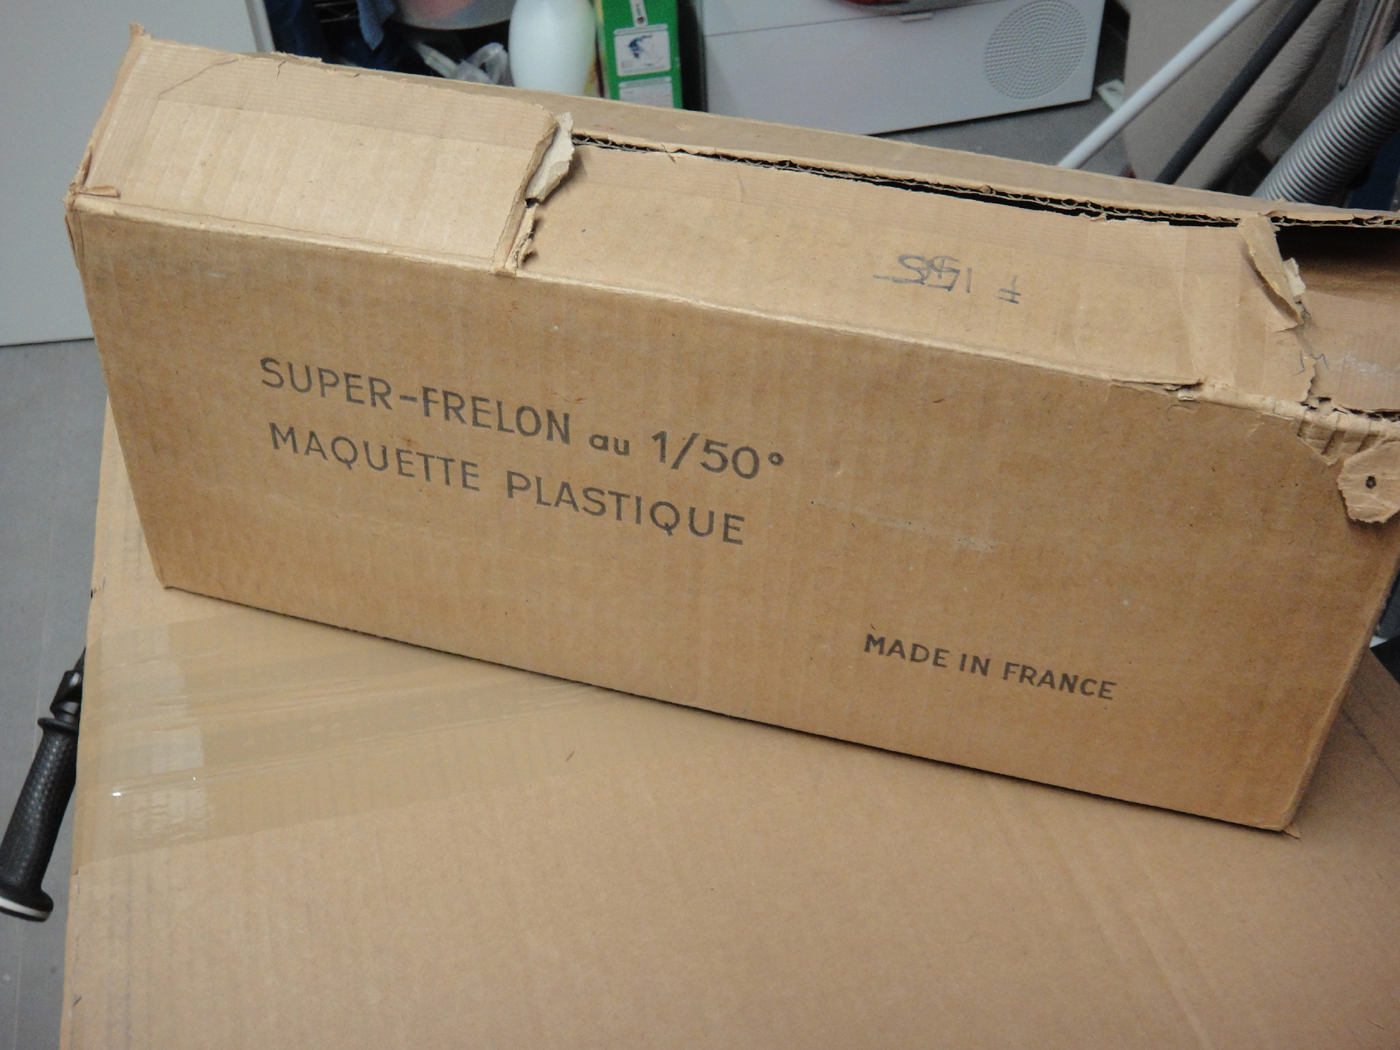 SUPER-FRELON au 1/50°
MAQUETTE PLASTIQUE
MADE IN FRANCE